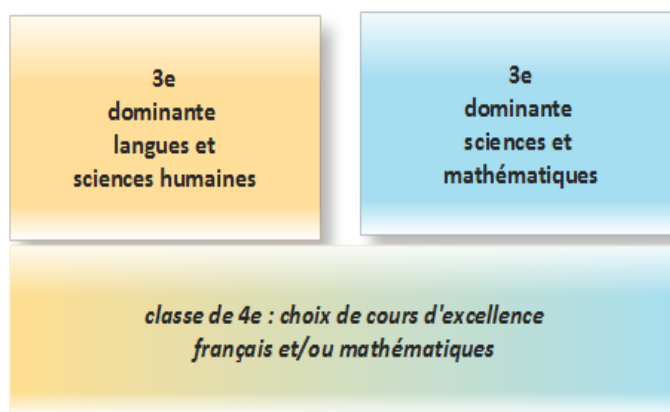 3e
dominante
langues et
sciences humaines
3e
dominante
sciences et
mathématiques
classe de 4e : choix de cours d'excellence
français et/ou mathématiques